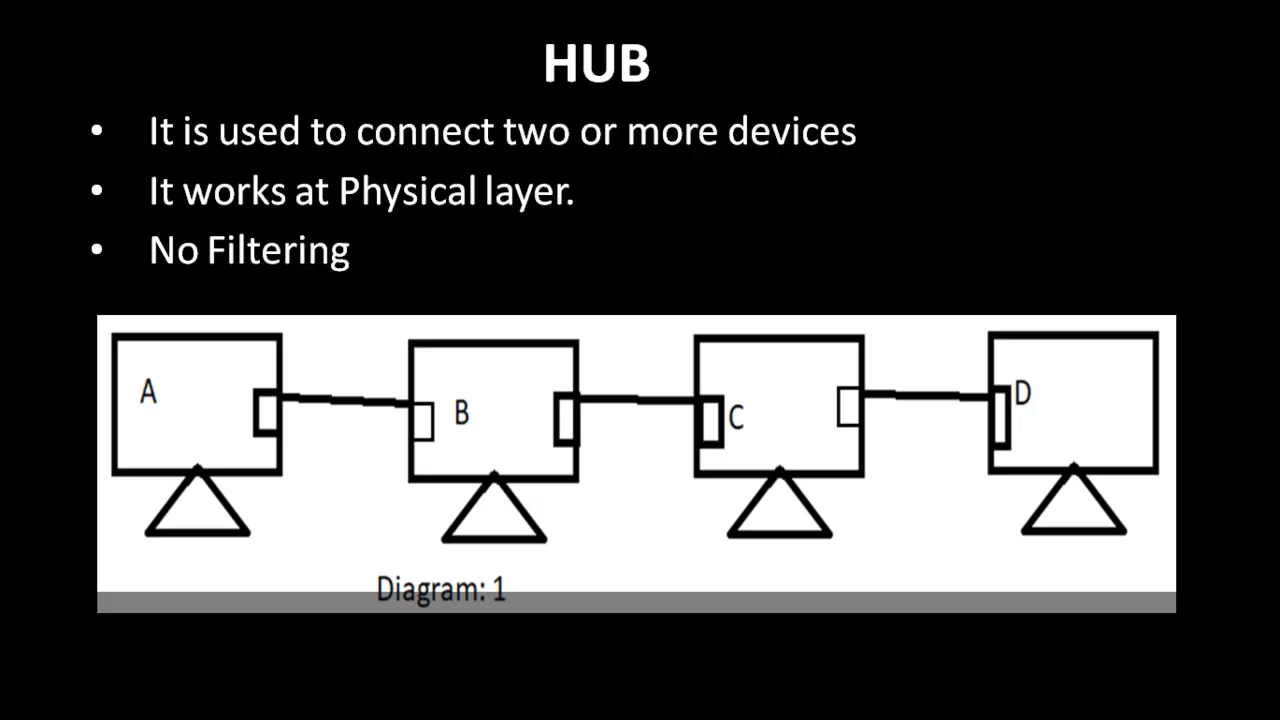 HUB
• It is used to connect two or more devices
• It works at Physical layer.
• No Filtering
A B C D
Diagram: 1